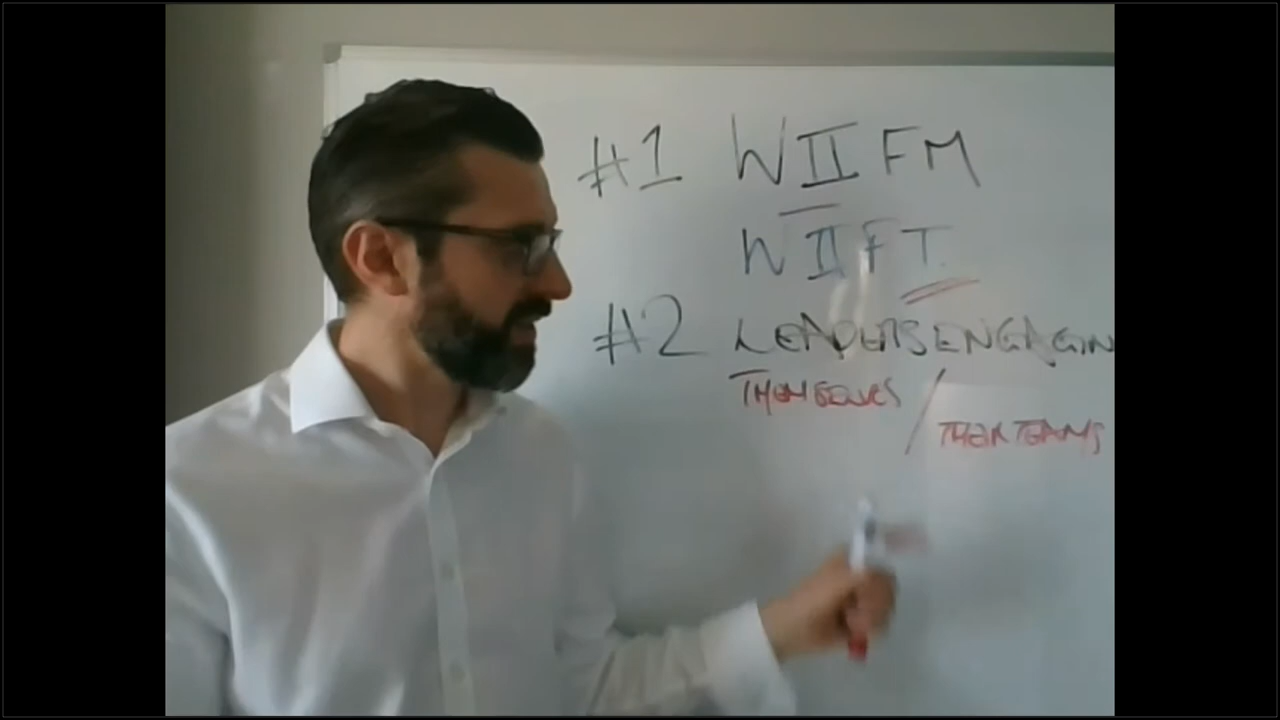 #1 WIIFM
WIIFT.
#2 LEADERS ENGAGIN
THEMSELVES / THEIR TEAMS